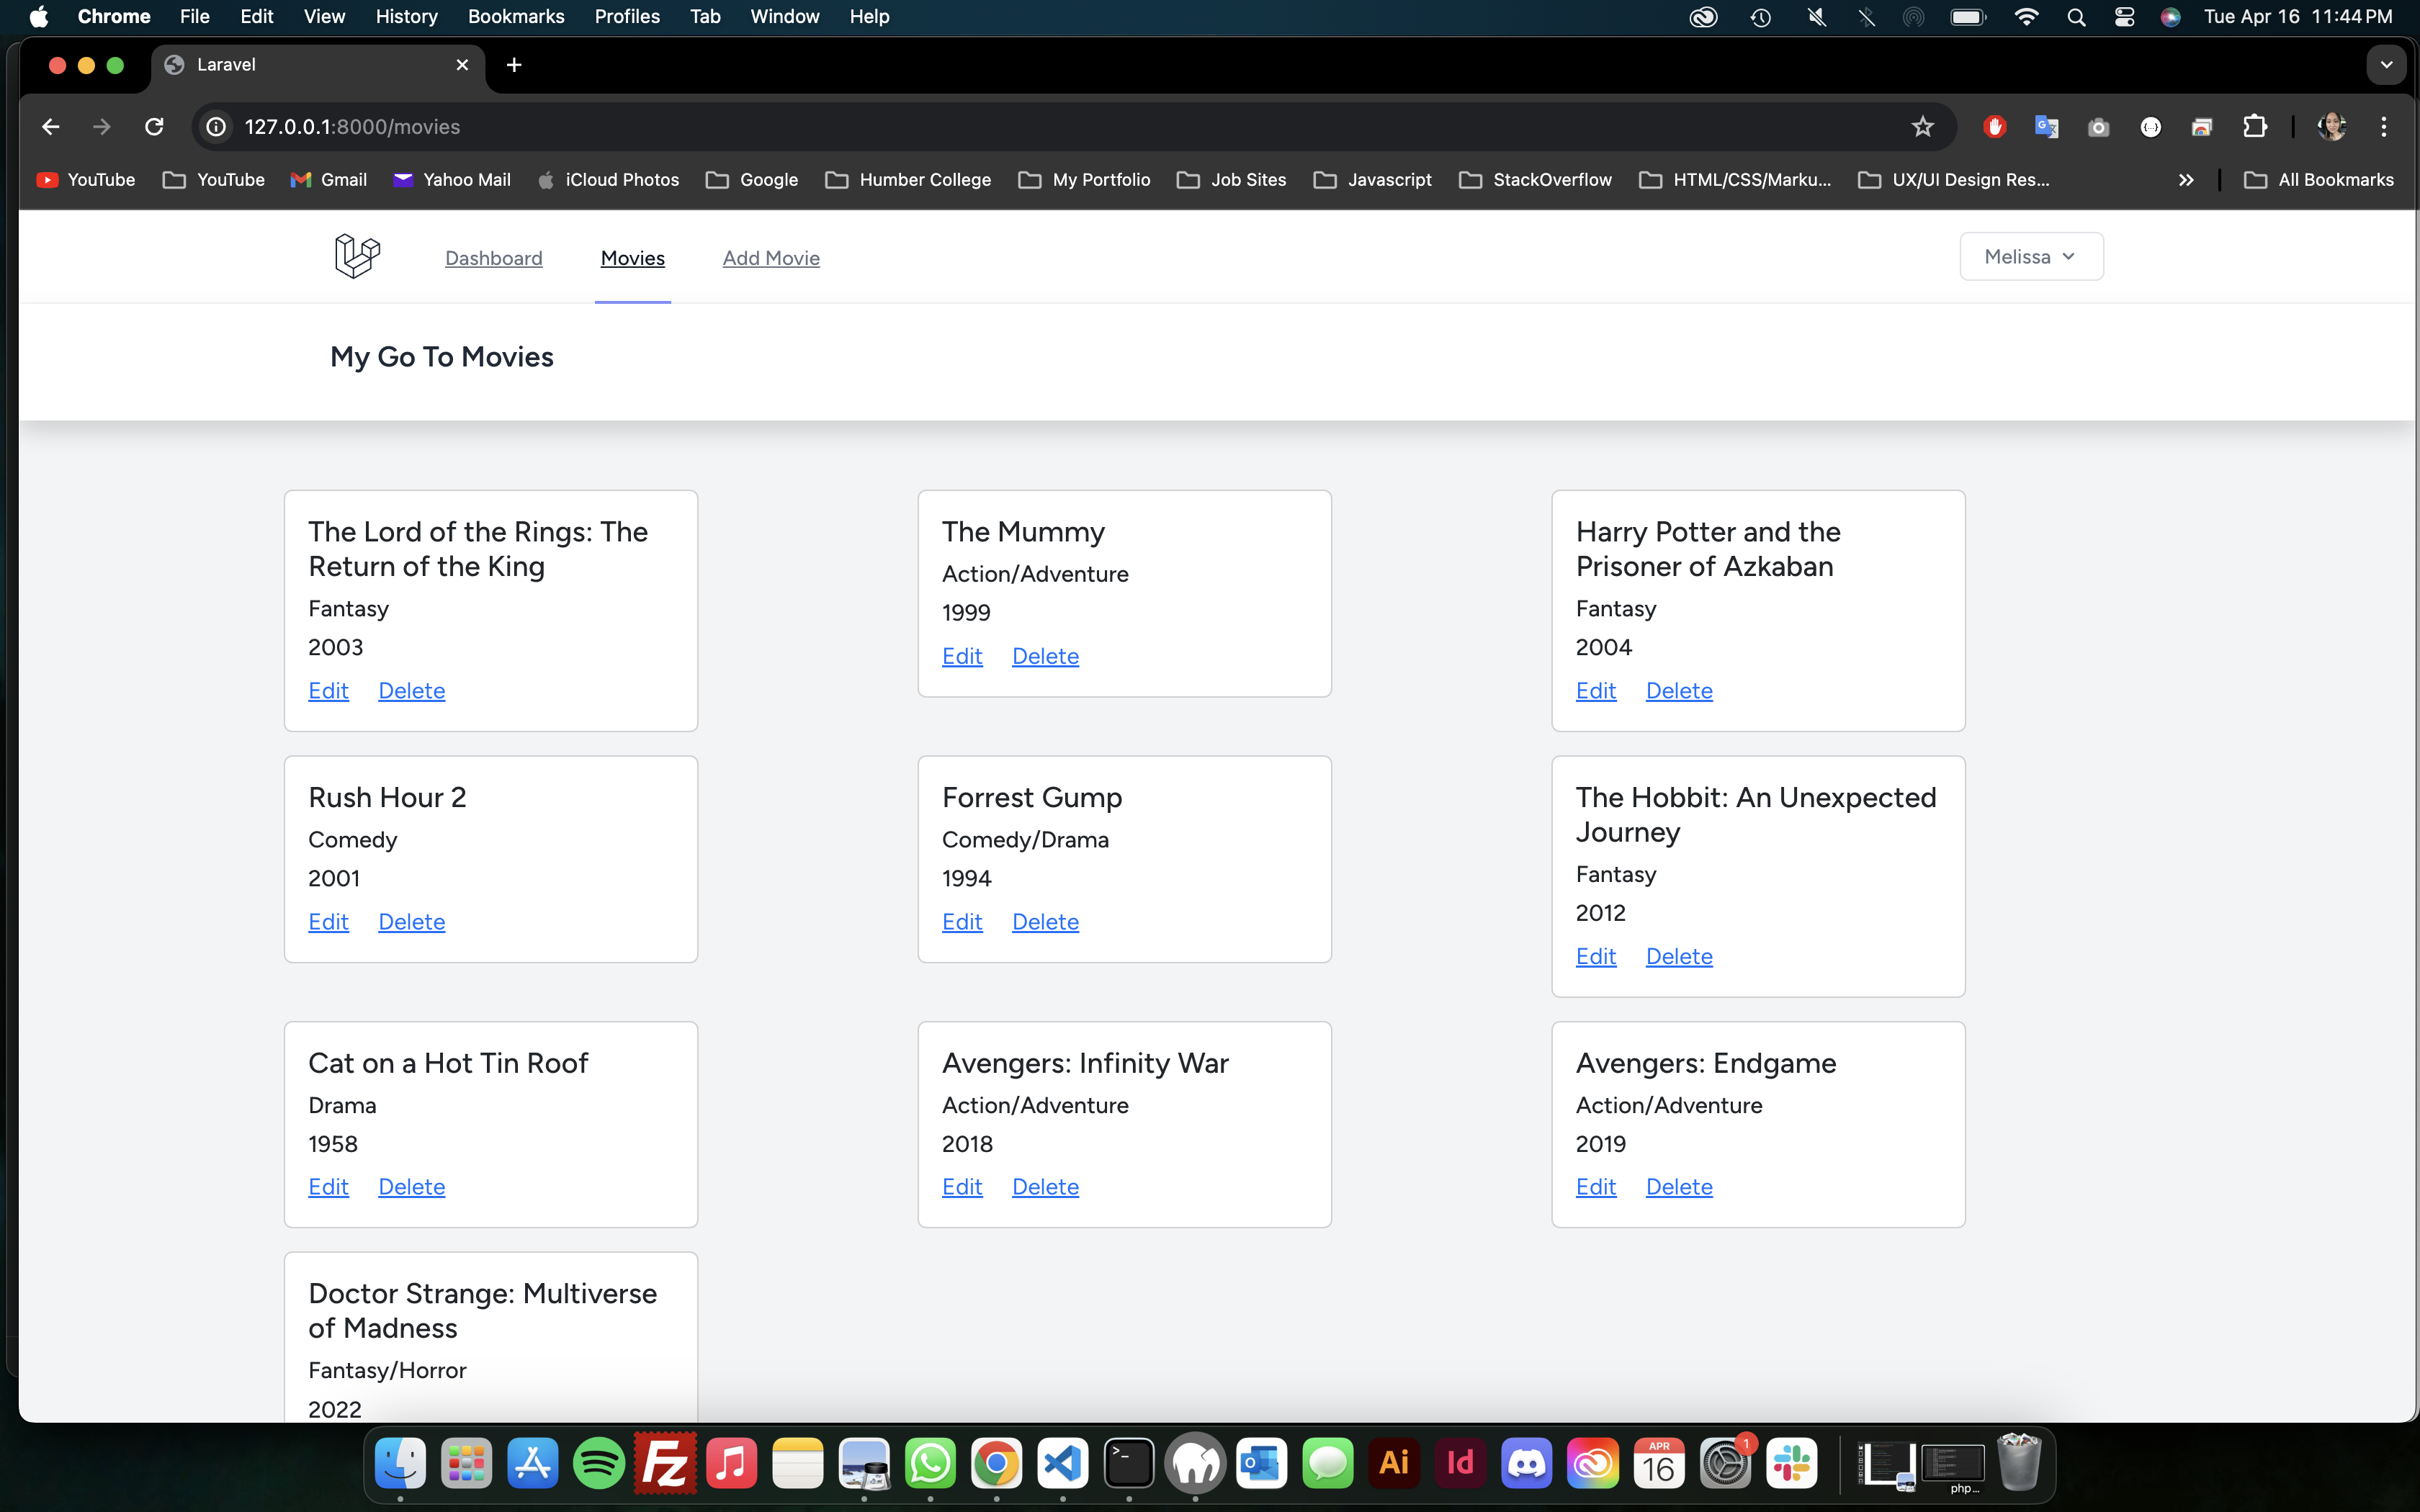 Chrome File Edit View History Bookmarks Profiles Tab Window Help Tue Apr 16 11:44 PM
Laravel
127.0.0.1:8000/movies
YouTube YouTube Gmail Yahoo Mail iCloud Photos Google Humber College My Portfolio Job Sites Javascript StackOverflow HTML/CSS/Marku... UX/UI Design Res... All Bookmarks
Dashboard Movies Add Movie Melissa
My Go To Movies
The Lord of the Rings: The
Return of the King
Fantasy
2003
Edit Delete
The Mummy
Action/Adventure
1999
Edit Delete
Harry Potter and the
Prisoner of Azkaban
Fantasy
2004
Edit Delete
Rush Hour 2
Comedy
2001
Edit Delete
Forrest Gump
Comedy/Drama
1994
Edit Delete
The Hobbit: An Unexpected
Journey
Fantasy
2012
Edit Delete
Cat on a Hot Tin Roof
Drama
1958
Edit Delete
Avengers: Infinity War
Action/Adventure
2018
Edit Delete
Avengers: Endgame
Action/Adventure
2019
Edit Delete
Doctor Strange: Multiverse
of Madness
Fantasy/Horror
2022
Fz Ai Id APR 16 1
php...